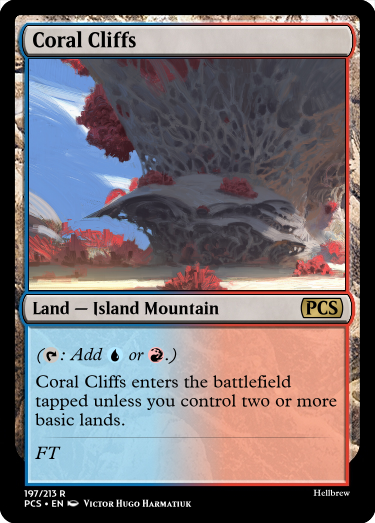 Coral Cliffs
Land — Island Mountain
PCS
(: Add or .)
Coral Cliffs enters the battlefield
tapped unless you control two or more
basic lands.
FT
197/213 R
Hellbrew
PCS • EN VICTOR HUGO HARMATIUK